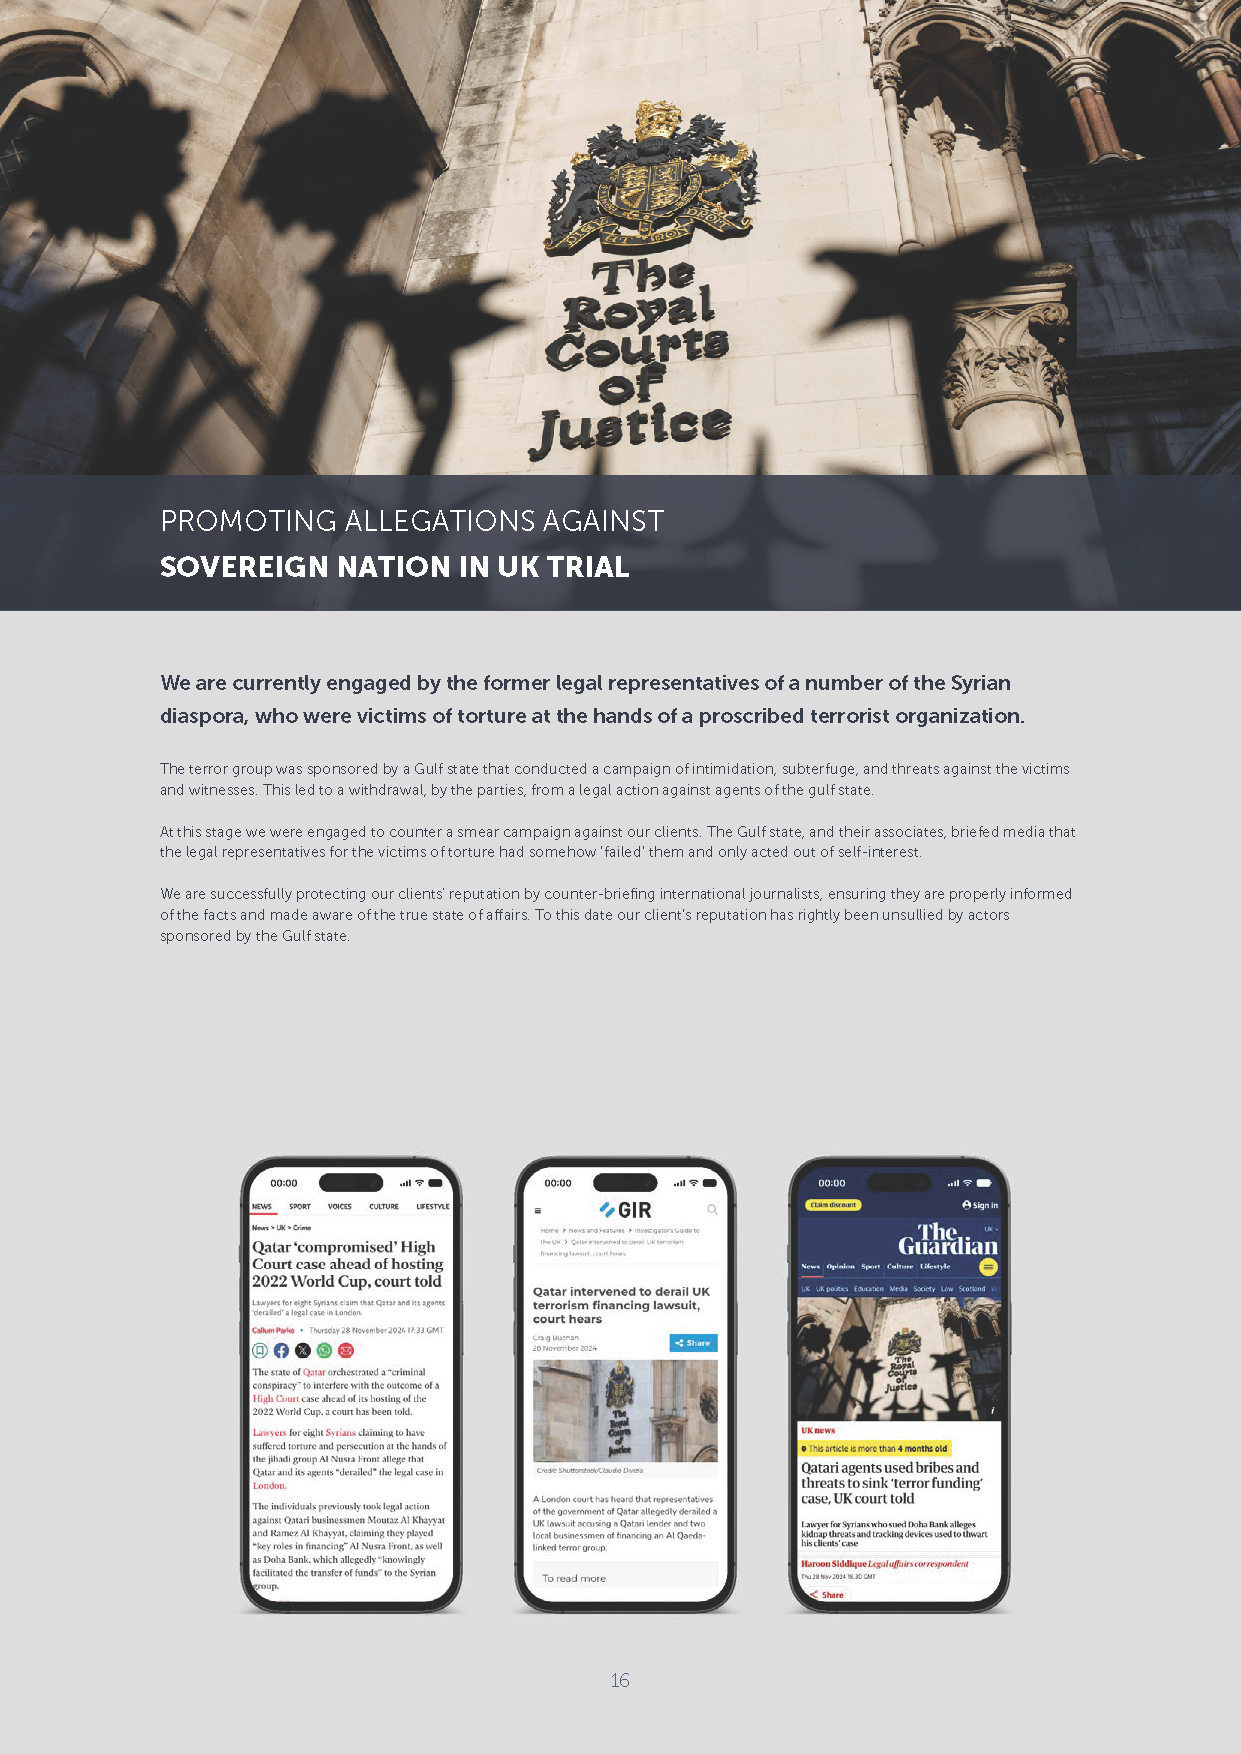 DIEU ET MON DROIT
The
Royal
Courts
of
Justice
PROMOTING ALLEGATIONS AGAINST
SOVEREIGN NATION IN UK TRIAL
We are currently engaged by the former legal representatives of a number of the Syrian
diaspora, who were victims of torture at the hands of a proscribed terrorist organization.
The terror group was sponsored by a Gulf state that conducted a campaign of intimidation, subterfuge, and threats against the victims
and witnesses. This led to a withdrawal, by the parties, from a legal action against agents of the gulf state.
At this stage we were engaged to counter a smear campaign against our clients. The Gulf state, and their associates, briefed media that
the legal representatives for the victims of torture had somehow 'failed' them and only acted out of self-interest.
We are successfully protecting our clients' reputation by counter-briefing international journalists, ensuring they are properly informed
of the facts and made aware of the true state of affairs. To this date our client's reputation has rightly been unsullied by actors
sponsored by the Gulf state.
00:00
NEWS SPORT VOICES CULTURE LIFESTYLE
News > UK > Crime
Qatar 'compromised' High
Court case ahead of hosting
2022 World Cup, court told
Lawyers for eight Syrians claim that Qatar and its agents
'derailed' a legal case in London.
Callum Parke • Thursday 28 November 2024 17:33 GMT
The state of Qatar orchestrated a "criminal
conspiracy" to interfere with the outcome of a
High Court case ahead of its hosting of the
2022 World Cup, a court has been told.
Lawyers for eight Syrians claiming to have
suffered torture and persecution at the hands of
the jihadi group Al Nusra Front allege that
Qatar and its agents "derailed" the legal case in
London.
The individuals previously took legal action
against Qatari businessmen Moutaz Al Khayyat
and Ramez Al Khayyat, claiming they played
"key roles in financing" Al Nusra Front, as well
as Doha Bank, which allegedly "knowingly
facilitated the transfer of funds" to the Syrian
group.
00:00
GIR
Home > News and Features > Investigators Guide to
the UK > Qatar intervened to derail UK terrorism
financing lawsuit, court hears
Qatar intervened to derail UK
terrorism financing lawsuit,
court hears
Craig Buchan
28 November 2024
Share
The
Royal
Courts
of
Justice
Credit: Shutterstock/Claudio Divizia
A London court has heard that representatives
of the government of Qatar allegedly derailed a
UK lawsuit accusing a Qatari lender and two
local businessmen of financing an Al Qaeda-
linked terror group.
To read more
00:00
Claim discount
Sign in
UK
The
Guardian
News Opinion Sport Culture Lifestyle
UK UK politics Education Media Society Law Scotland
The
Royal
Courts
of
Justice
i
UK news
This article is more than 4 months old
Qatari agents used bribes and
threats to sink 'terror funding'
case, UK court told
Lawyer for Syrians who sued Doha Bank alleges
kidnap threats and tracking devices used to thwart
his clients' case
Haroon Siddique Legal affairs correspondent
Thu 28 Nov 2024 18.30 GMT
Share
16